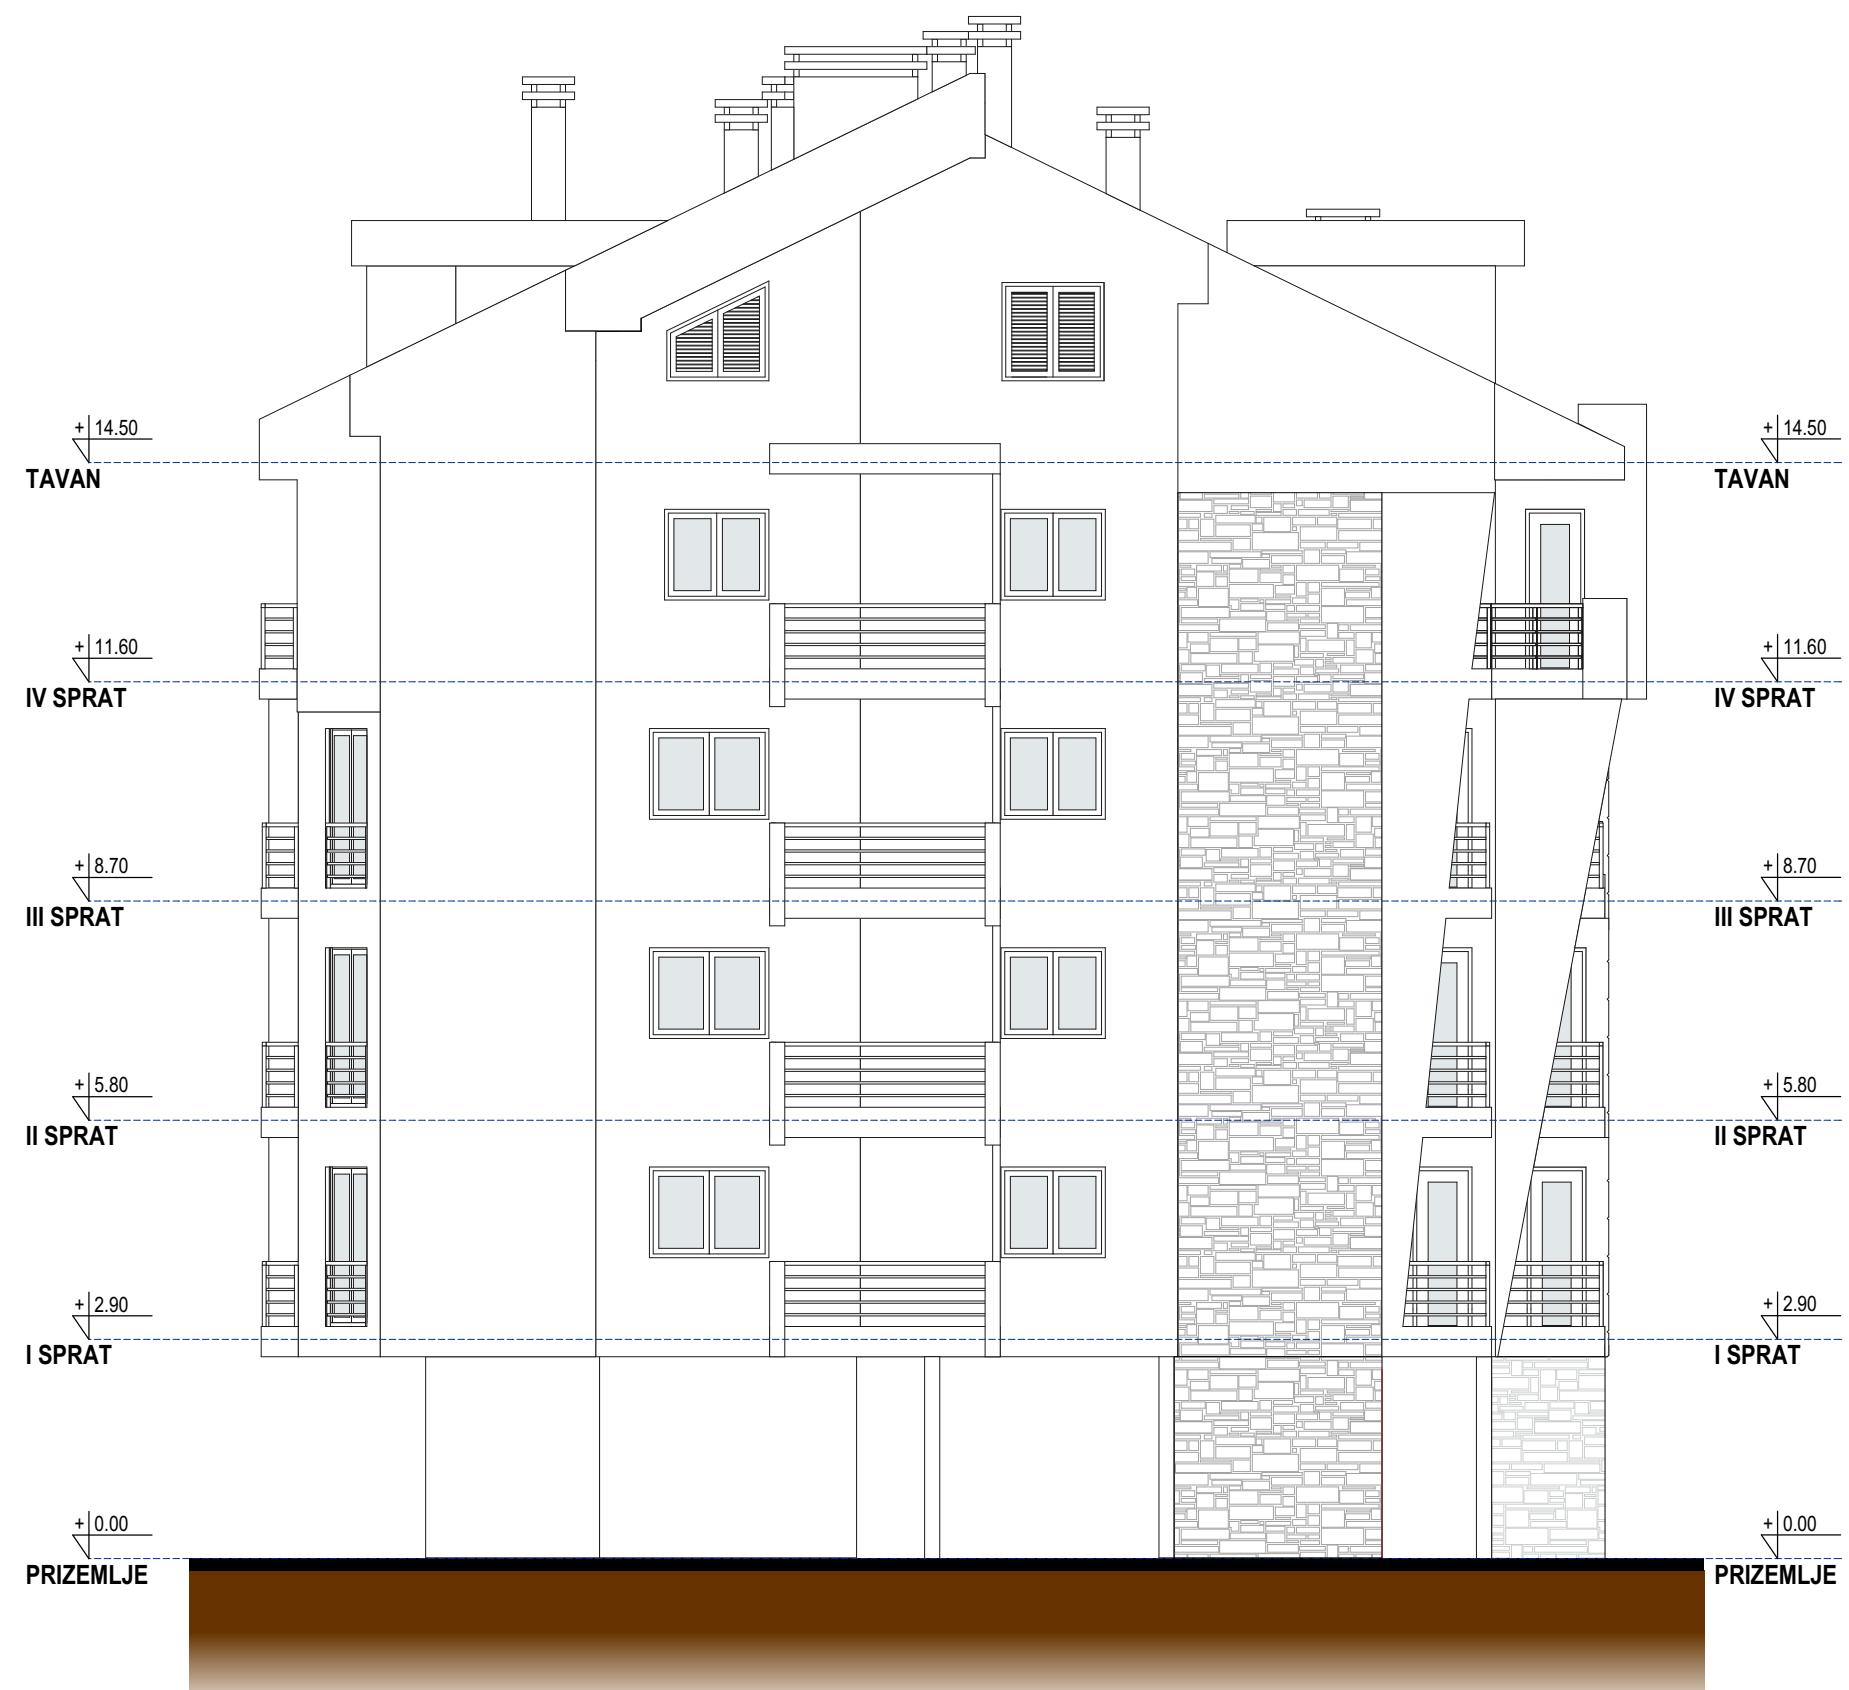 + 14.50 + 14.50
TAVAN TAVAN
+ 11.60 + 11.60
IV SPRAT IV SPRAT
+ 8.70 + 8.70
III SPRAT III SPRAT
+ 5.80 + 5.80
II SPRAT II SPRAT
+ 2.90 + 2.90
I SPRAT I SPRAT
+ 0.00 + 0.00
PRIZEMLJE PRIZEMLJE